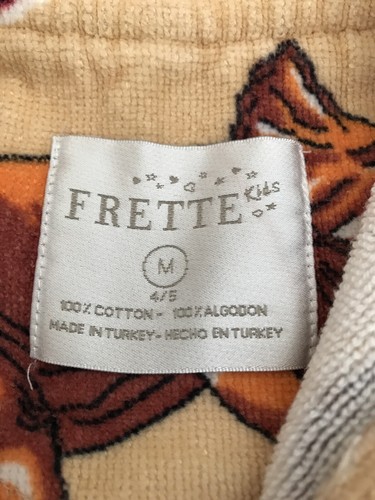 FRETTE Kids
M
4/5
100% COTTON - 100% ALGODON
MADE IN TURKEY - HECHO EN TURKEY